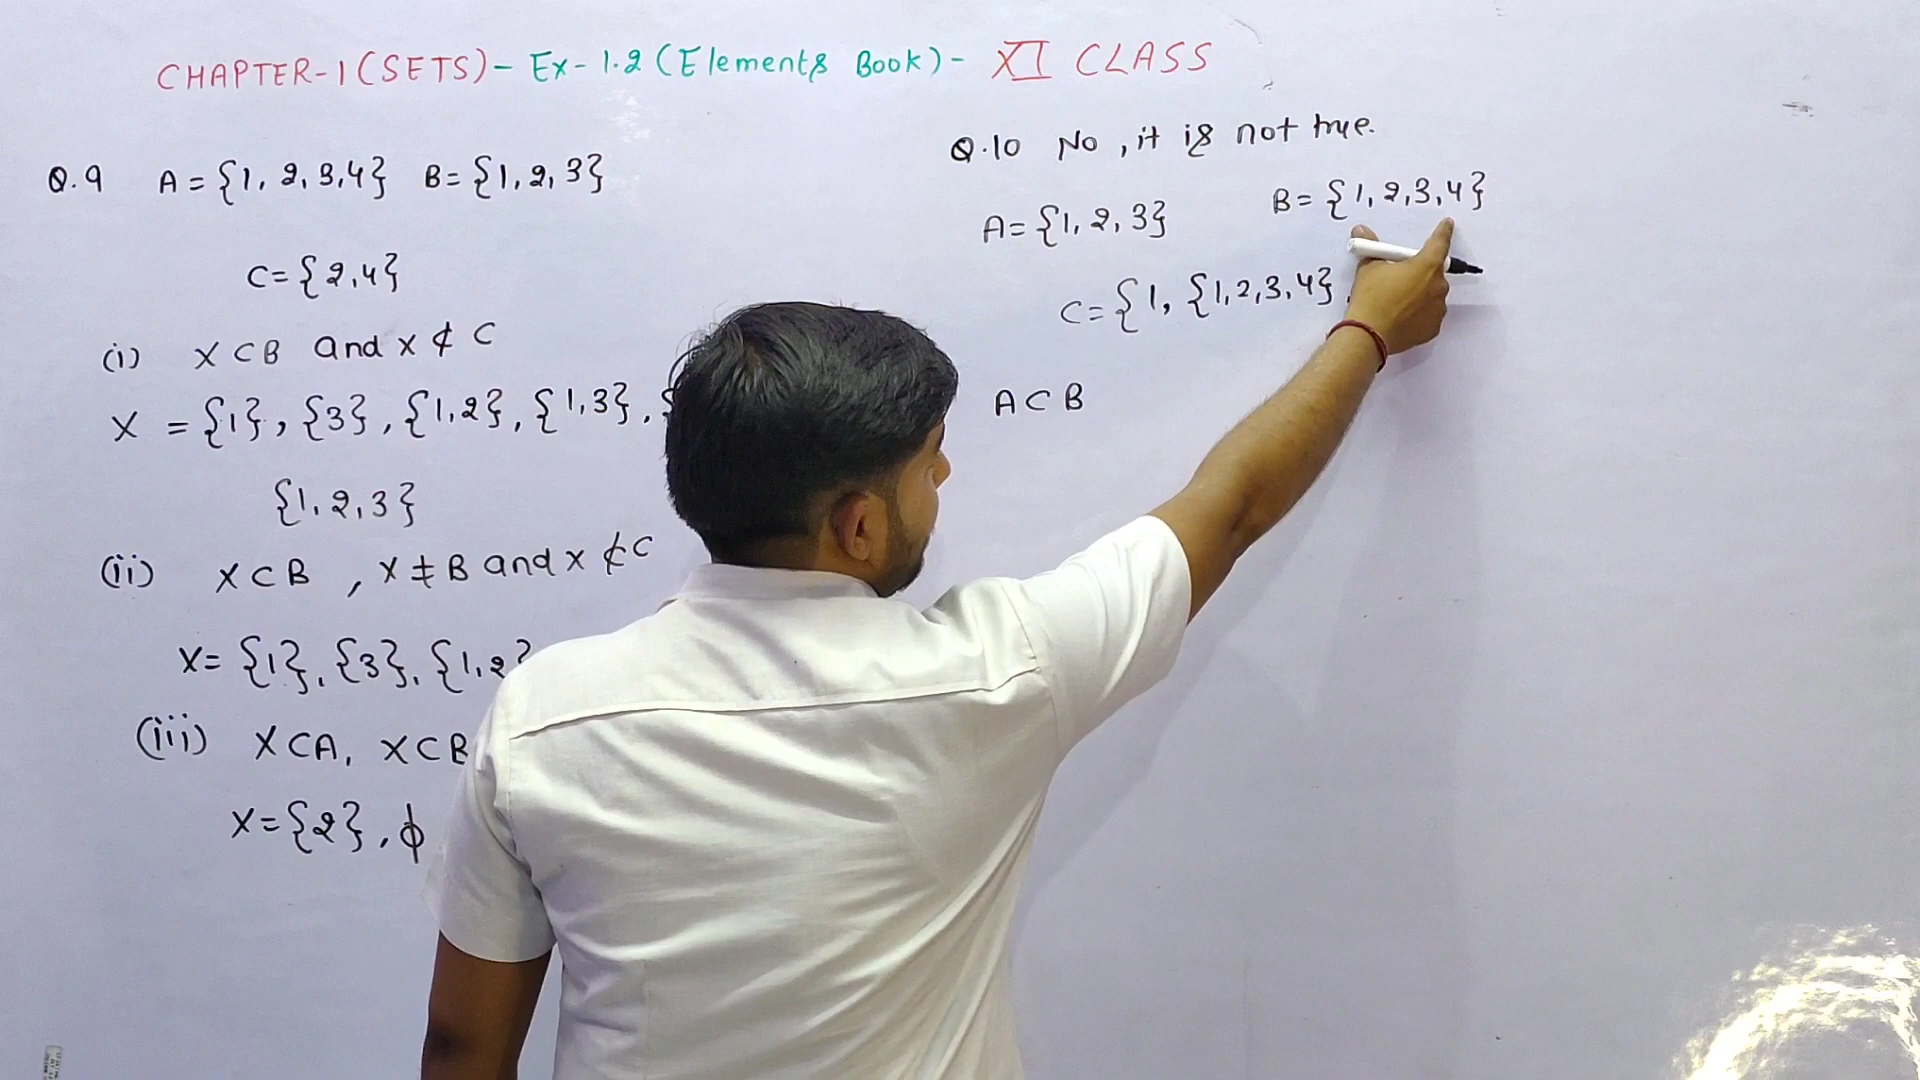 CHAPTER-1 (SETS) - Ex-1.2 (Elements Book) - XI CLASS
Q.9 A = {1, 2, 3, 4} B = {1, 2, 3}
C = {2, 4}
(i) X ⊂ B and X ⊄ C
X = {1}, {3}, {1, 2}, {1, 3}, {
{1, 2, 3}
(ii) X ⊂ B , X ≠ B and X ⊄ C
X = {1}, {3}, {1, 2}
(iii) X ⊂ A, X ⊂ B
X = {2}, ϕ
Q.10 No, it is not true.
A = {1, 2, 3} B = {1, 2, 3, 4}
C = {1, {1, 2, 3, 4}
A ⊂ B